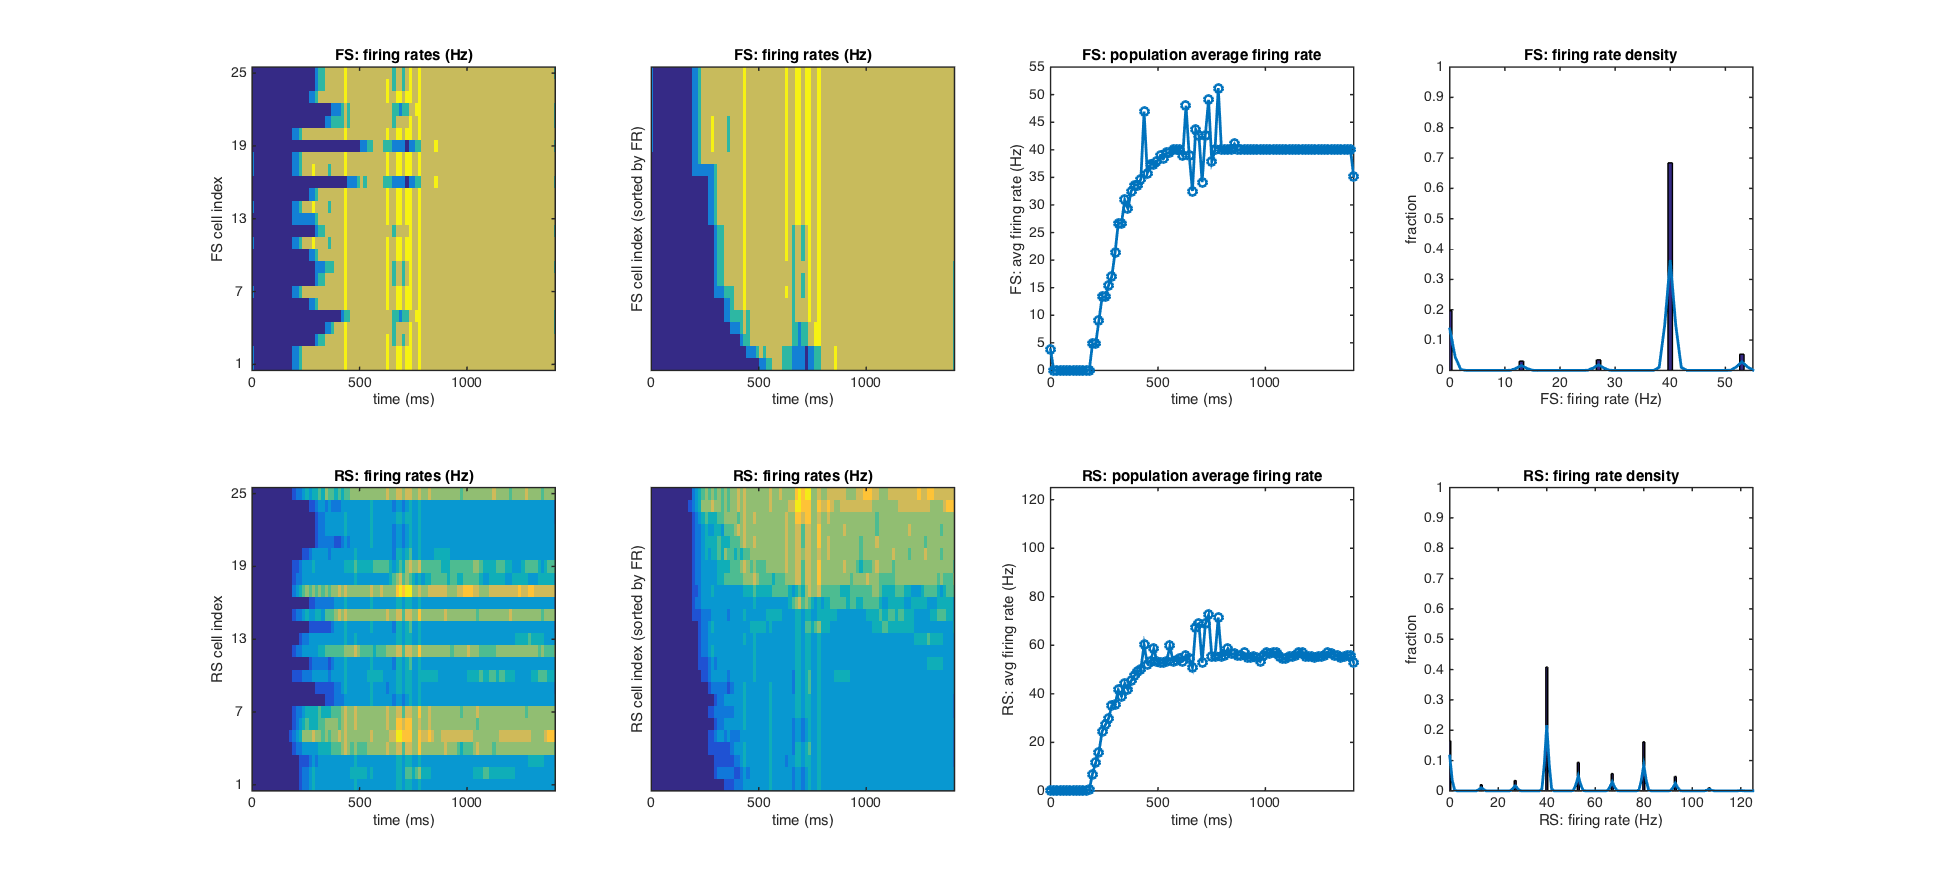 FS: firing rates (Hz)
25
19
13
7
1
FS cell index
0 500 1000
time (ms)
FS: firing rates (Hz)
FS cell index (sorted by FR)
0 500 1000
time (ms)
FS: population average firing rate
55
50
45
40
35
30
25
20
15
10
5
0
FS: avg firing rate (Hz)
0 500 1000
time (ms)
FS: firing rate density
1
0.9
0.8
0.7
0.6
0.5
0.4
0.3
0.2
0.1
0
fraction
0 10 20 30 40 50
FS: firing rate (Hz)
RS: firing rates (Hz)
25
19
13
7
1
RS cell index
0 500 1000
time (ms)
RS: firing rates (Hz)
RS cell index (sorted by FR)
0 500 1000
time (ms)
RS: population average firing rate
120
100
80
60
40
20
0
RS: avg firing rate (Hz)
0 500 1000
time (ms)
RS: firing rate density
1
0.9
0.8
0.7
0.6
0.5
0.4
0.3
0.2
0.1
0
fraction
0 20 40 60 80 100 120
RS: firing rate (Hz)